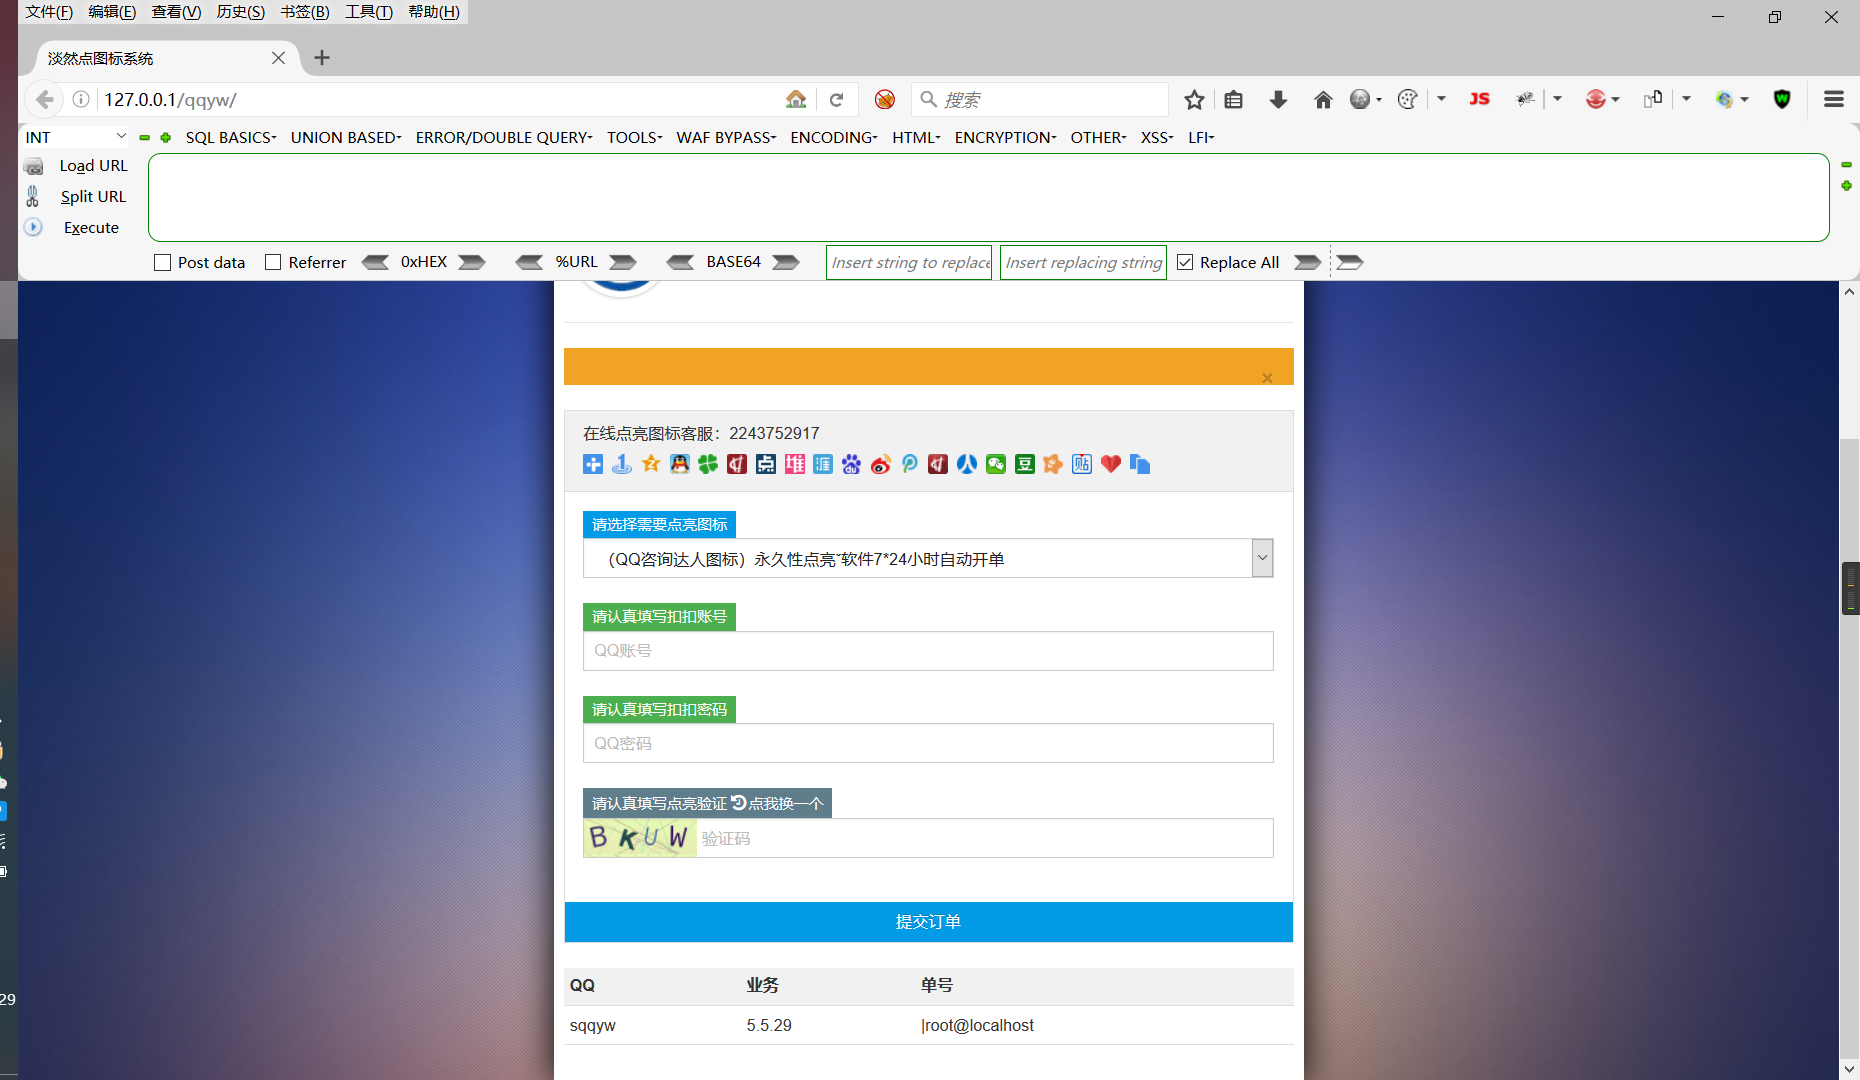 文件(F) 编辑(E) 查看(V) 历史(S) 书签(B) 工具(T) 帮助(H)
淡然点图标系统
127.0.0.1/qqyw/
搜索
JS
INT
SQL BASICS UNION BASED ERROR/DOUBLE QUERY TOOLS WAF BYPASS ENCODING HTML ENCRYPTION OTHER XSS LFI
Load URL
Split URL
Execute
Post data Referrer 0xHEX %URL BASE64 Insert string to replace Insert replacing string Replace All
×
在线点亮图标客服：2243752917
请选择需要点亮图标
（QQ咨询达人图标）永久性点亮ˇ软件7*24小时自动开单
请认真填写扣扣账号
QQ账号
请认真填写扣扣密码
QQ密码
请认真填写点亮验证 点我换一个
BKUW 验证码
提交订单
QQ 业务 单号
sqqyw 5.5.29 |root@localhost
29